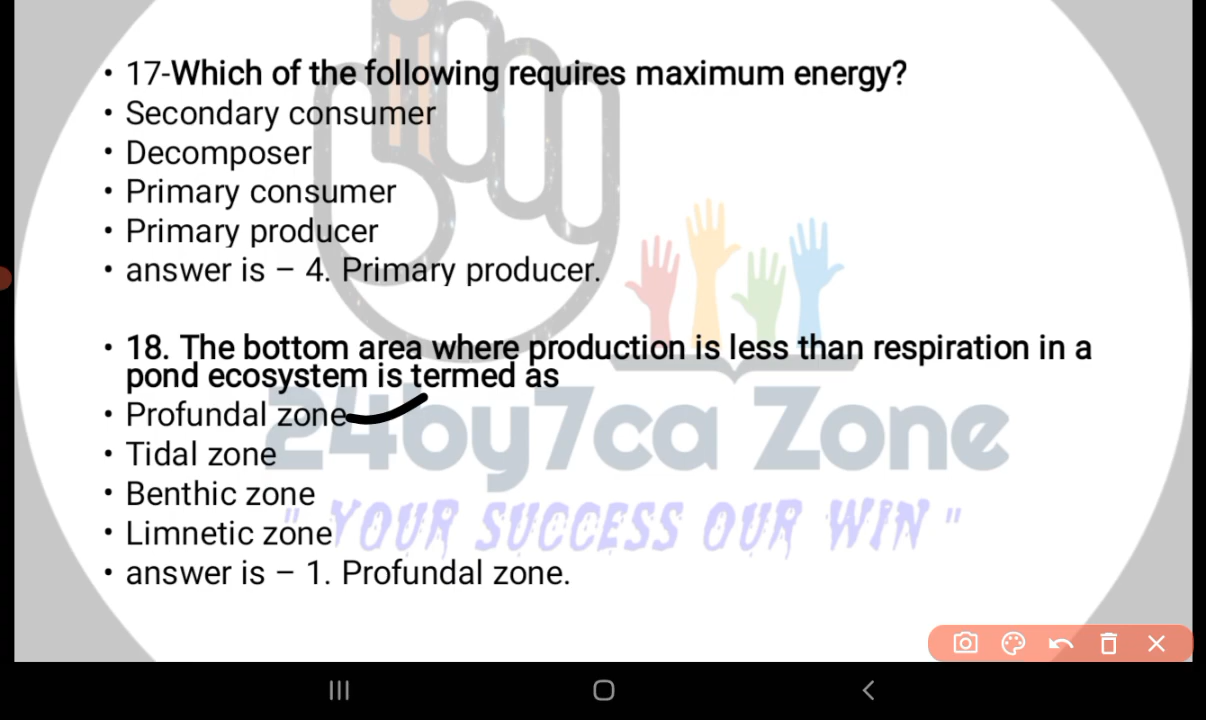 • 17-Which of the following requires maximum energy?
• Secondary consumer
• Decomposer
• Primary consumer
• Primary producer
• answer is – 4. Primary producer.
• 18. The bottom area where production is less than respiration in a
pond ecosystem is termed as
• Profundal zone
• Tidal zone
• Benthic zone
• Limnetic zone
• answer is – 1. Profundal zone.
24by7ca Zone
" YOUR SUCCESS OUR WIN "